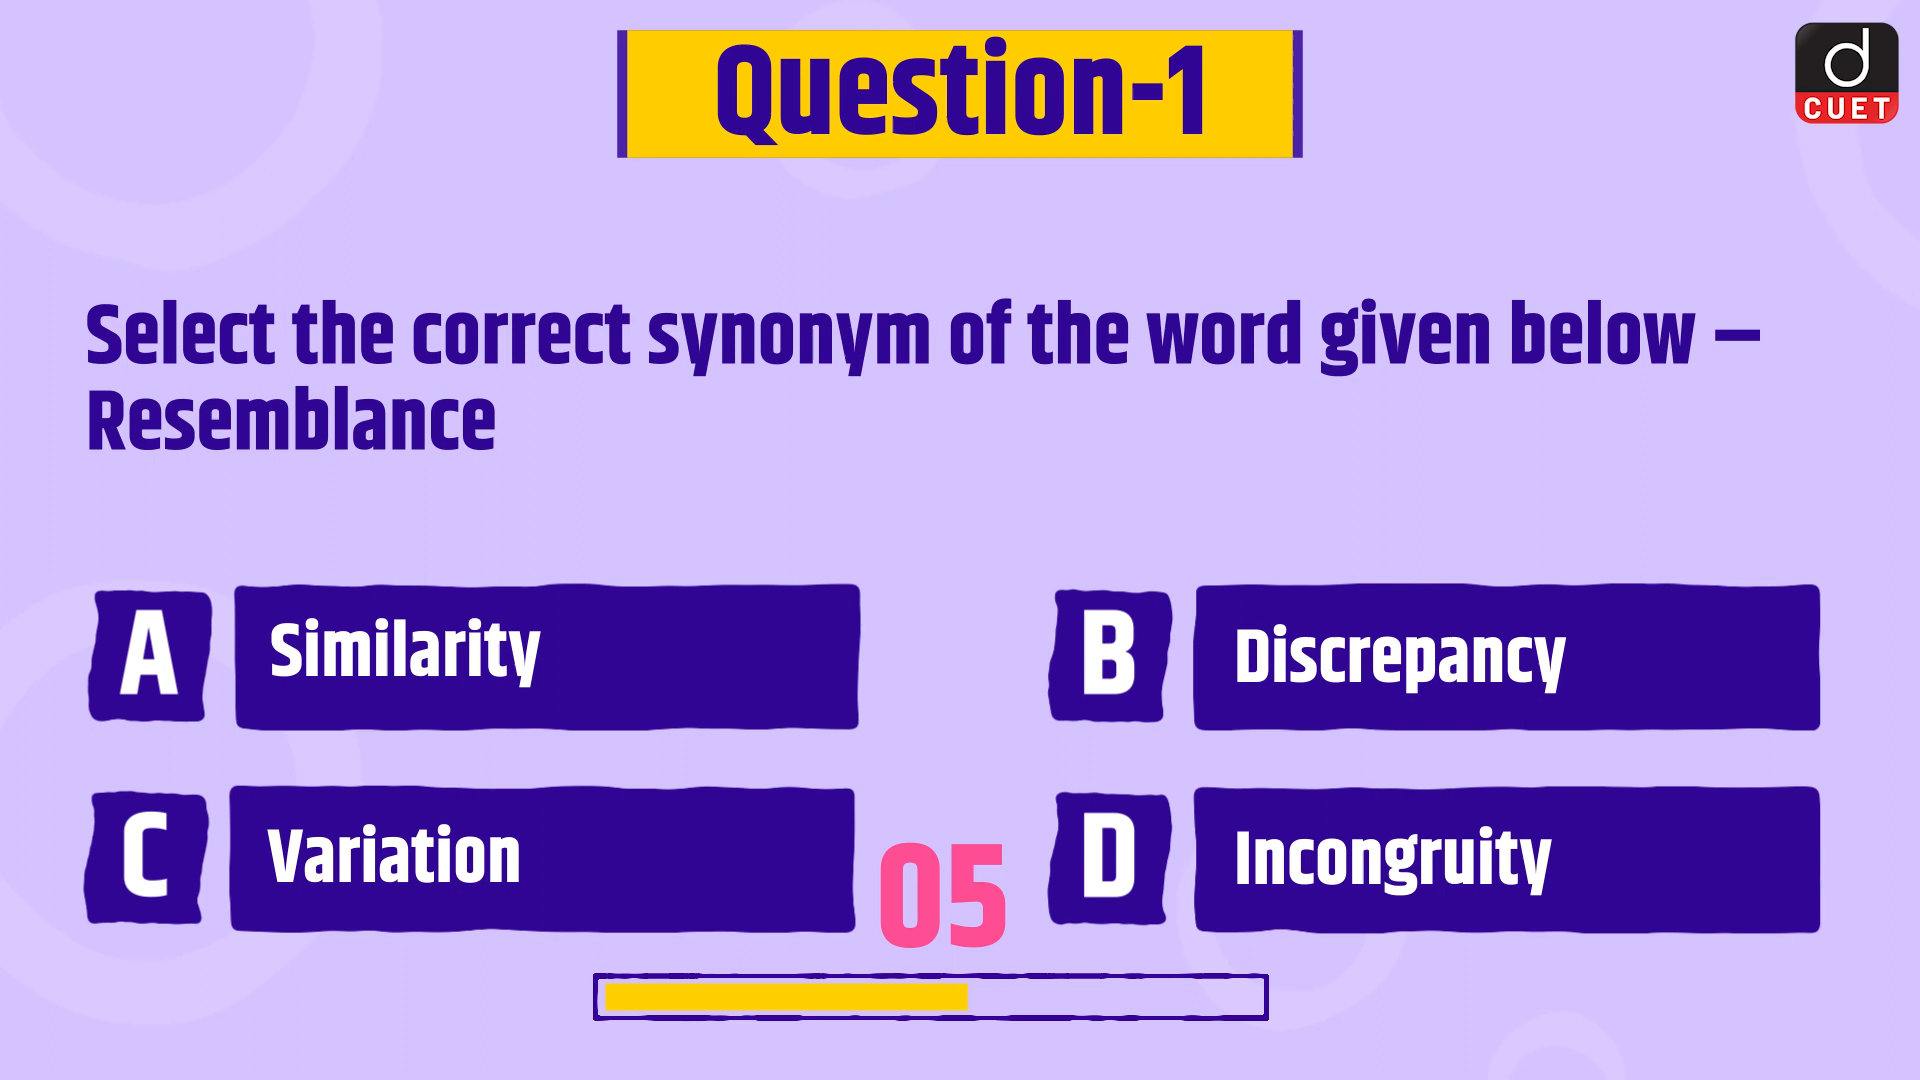 Question-1
d
CUET
Select the correct synonym of the word given below –
Resemblance
A Similarity
B Discrepancy
C Variation
D Incongruity
05